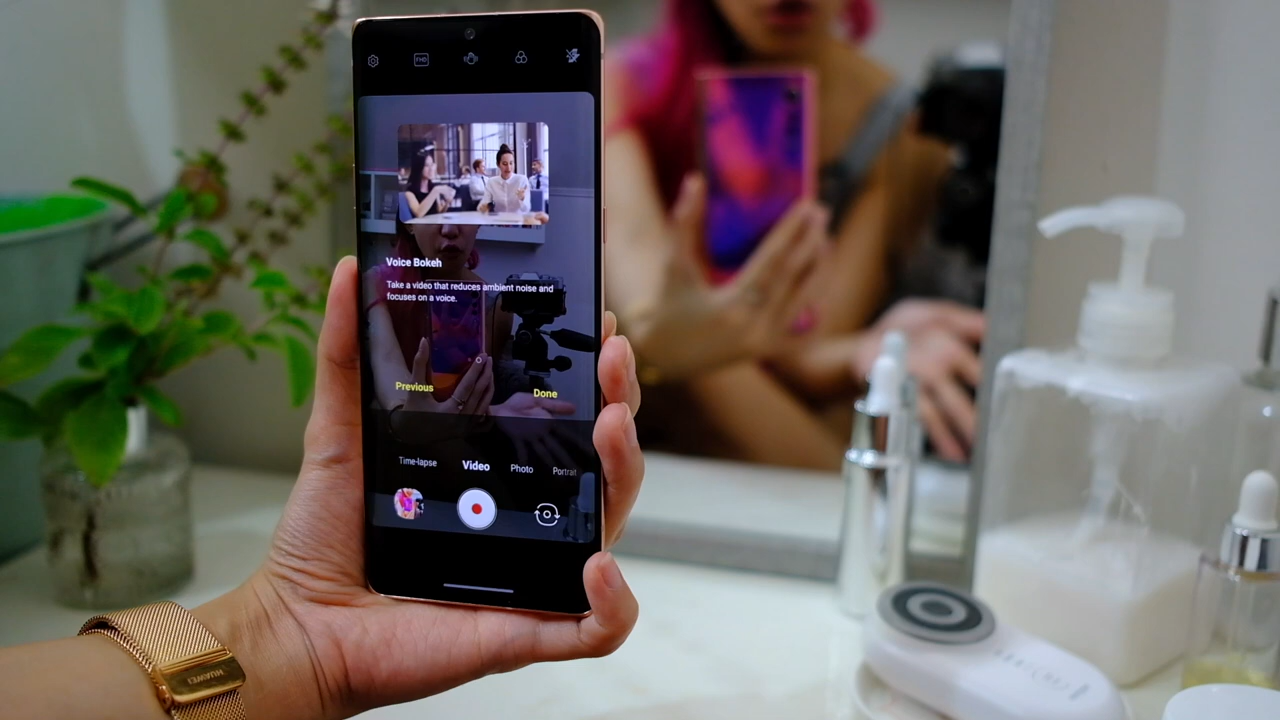 FHD
Voice Bokeh
Take a video that reduces ambient noise and
focuses on a voice.
Previous Done
Time-lapse Video Photo Portrait
HUAWEI